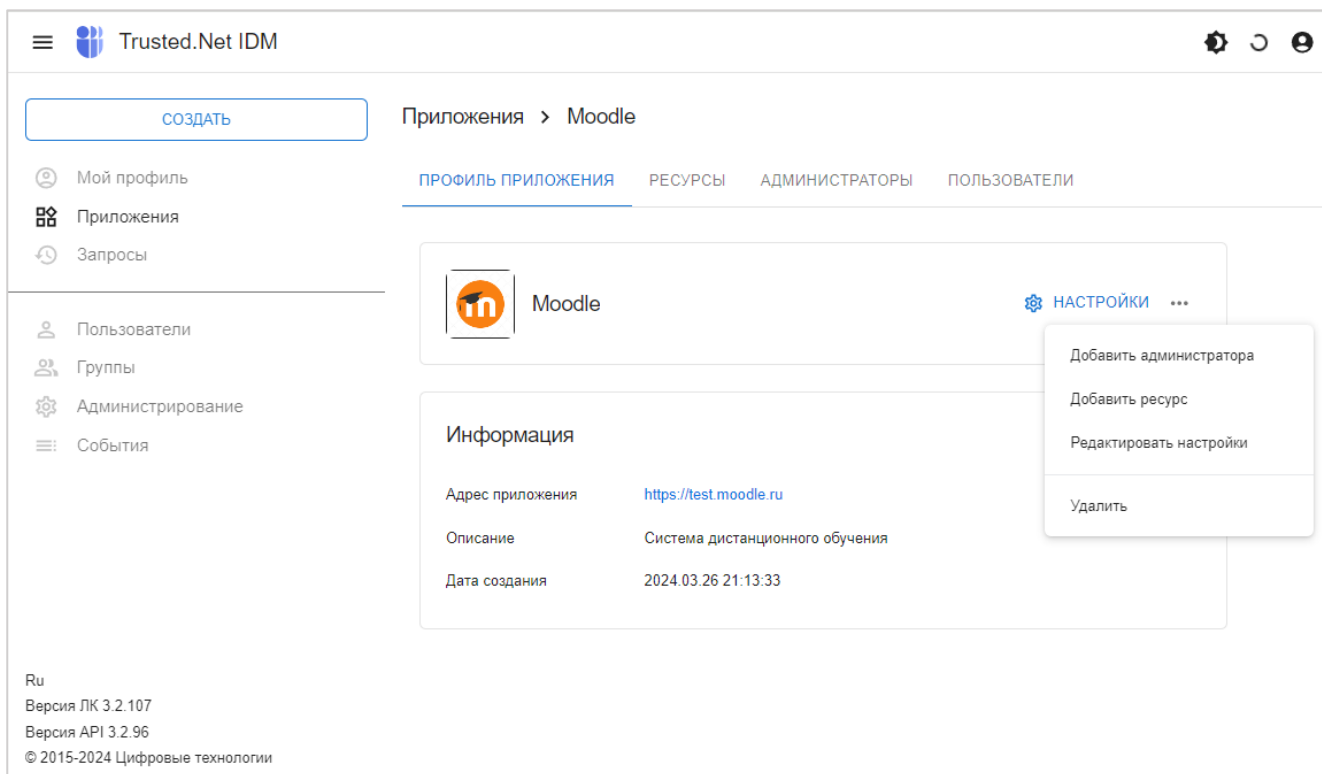 Trusted.Net IDM
СОЗДАТЬ
Мой профиль
Приложения
Запросы
Пользователи
Группы
Администрирование
События
Ru
Версия ЛК 3.2.107
Версия API 3.2.96
© 2015-2024 Цифровые технологии
Приложения > Moodle
ПРОФИЛЬ ПРИЛОЖЕНИЯ РЕСУРСЫ АДМИНИСТРАТОРЫ ПОЛЬЗОВАТЕЛИ
m Moodle НАСТРОЙКИ ...
Добавить администратора
Добавить ресурс
Редактировать настройки
Удалить
Информация
Адрес приложения https://test.moodle.ru
Описание Система дистанционного обучения
Дата создания 2024.03.26 21:13:33